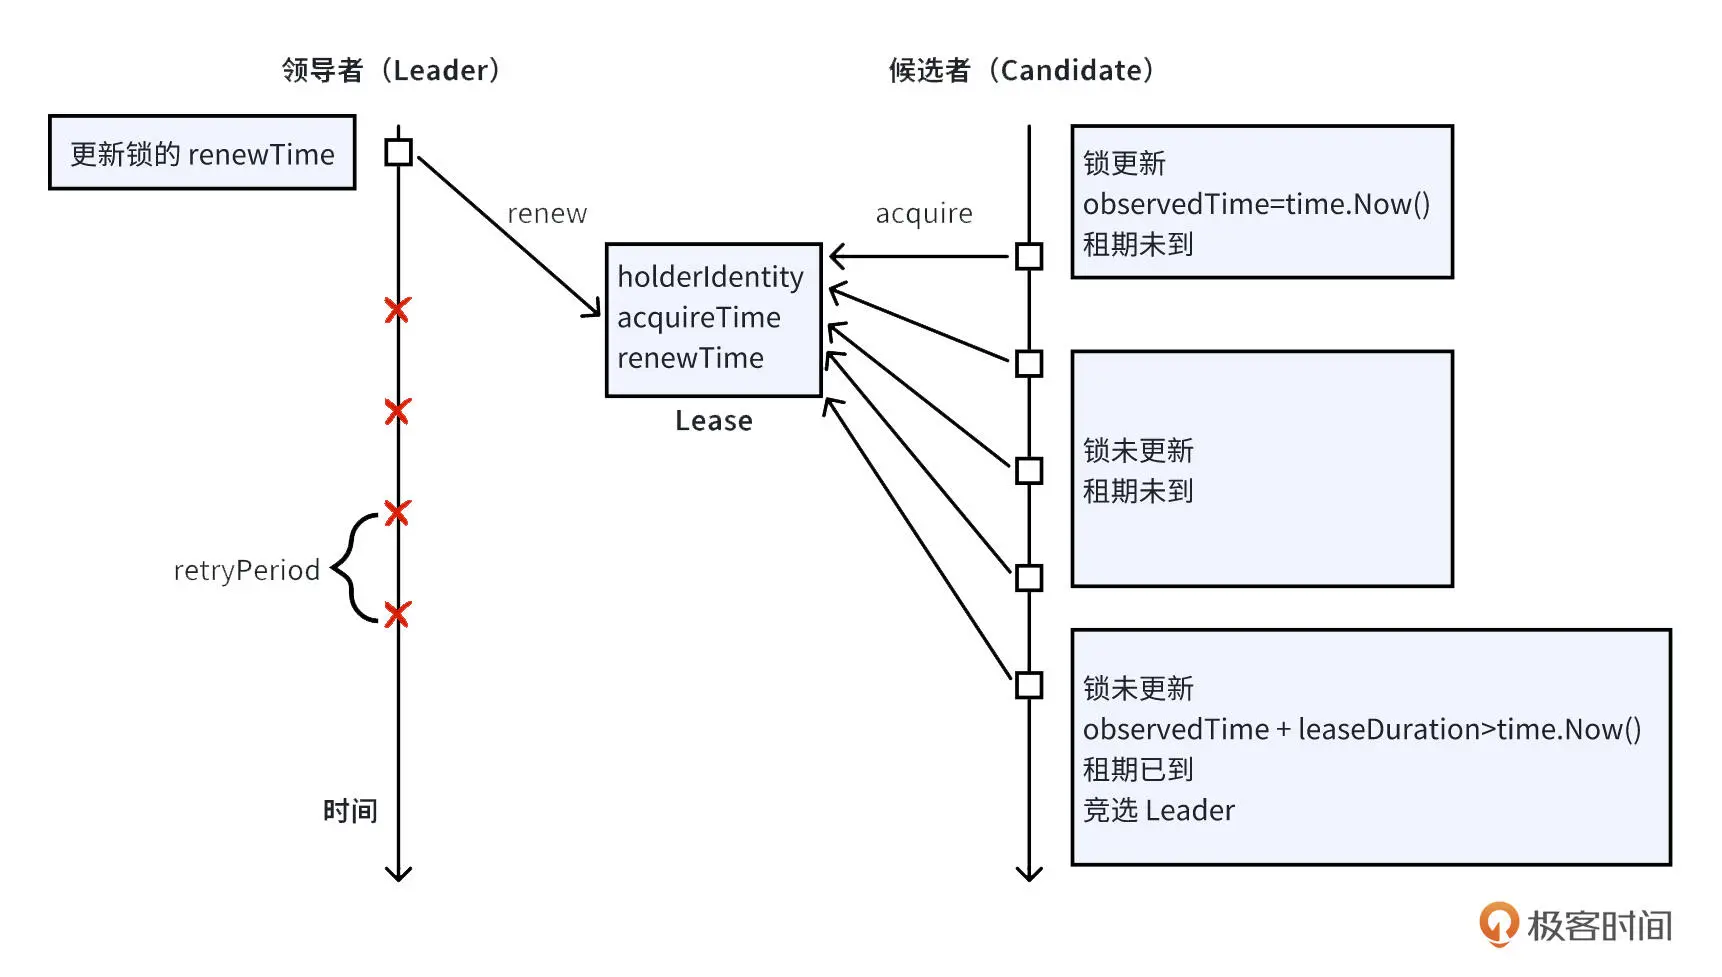 领导者（Leader）
候选者（Candidate）
更新锁的 renewTime
renew
acquire
锁更新
observedTime=time.Now()
租期未到
holderIdentity
acquireTime
renewTime
Lease
锁未更新
租期未到
retryPeriod
锁未更新
observedTime + leaseDuration>time.Now()
租期已到
竞选 Leader
时间
极客时间